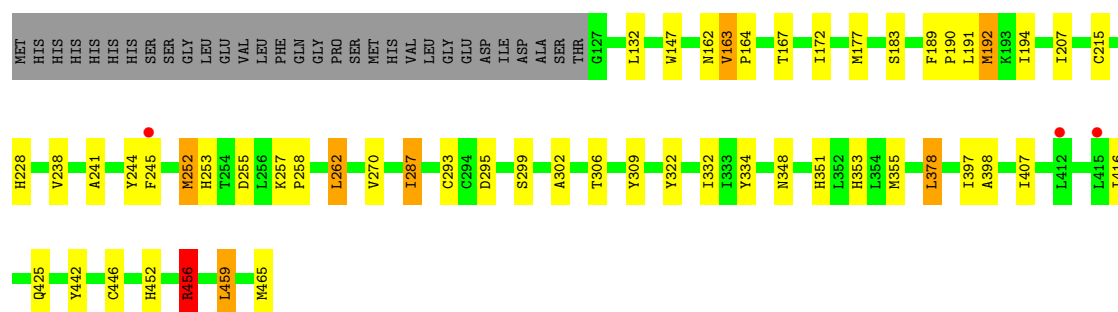 MET HIS HIS HIS HIS HIS HIS SER SER GLY LEU GLU VAL LEU PHE GLN GLY PRO SER MET HIS VAL LEU GLY GLU ASP ILE ASP ALA SER THR G127 L132 W147 N162 V163 P164 T167 I172 M177 S183 F189 P190 L191 M192 K193 I194 I207 C215
H228 V238 A241 Y244 F245 M252 H253 T254 D255 L256 K257 P258 L262 V270 I287 C293 C294 D295 S299 A302 T306 Y309 Y322 I332 I333 Y334 N348 H351 L352 H353 L354 M355 L378 I397 A398 I407 L412 L415
Q425 Y442 C446 H452 R456 L459 M465